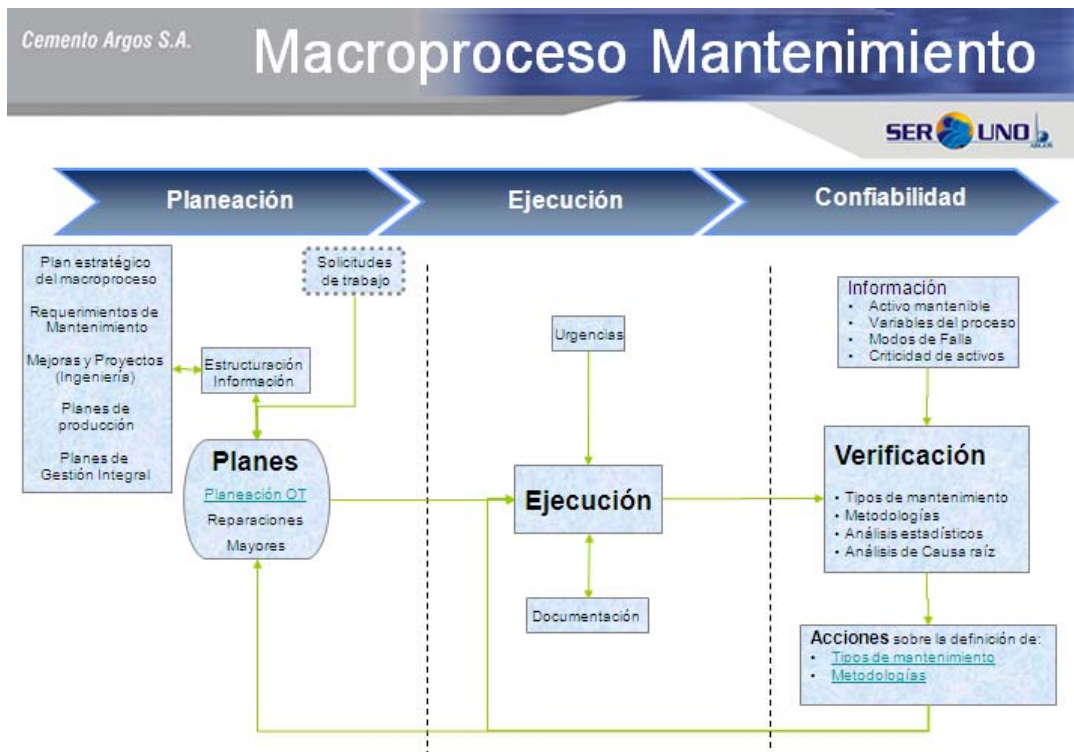 Cemento Argos S.A.
Macroproceso Mantenimiento
SER UNO
ARGOS
Planeación
Ejecución
Confiabilidad
Plan estratégico
del macroproceso
Requerimientos de
Mantenimiento
Mejoras y Proyectos
(Ingeniería)
Planes de
producción
Planes de
Gestión Integral
Solicitudes
de trabajo
Estructuración
Información
Planes
Planeación OT
Reparaciones
Mayores
Urgencias
Ejecución
Documentación
Información
• Activo mantenible
• Variables del proceso
• Modos de Falla
• Criticidad de activos
Verificación
• Tipos de mantenimiento
• Metodologías
• Análisis estadísticos
• Análisis de Causa raíz
Acciones sobre la definición de:
• Tipos de mantenimiento
• Metodologías